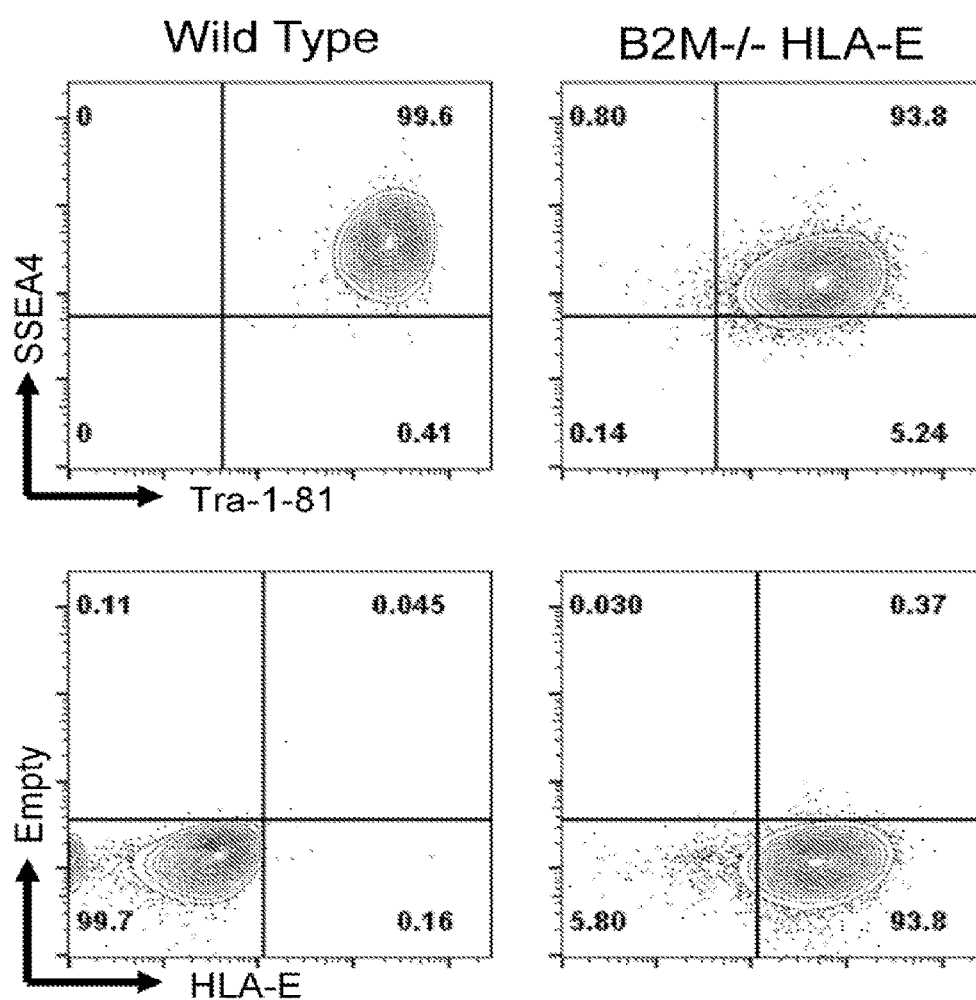 Wild Type
B2M-/- HLA-E
0 99.6
0.80 93.8
SSEA4
0 0.41
0.14 5.24
Tra-1-81
0.11 0.045
0.030 0.37
Empty
99.7 0.16
5.80 93.8
HLA-E